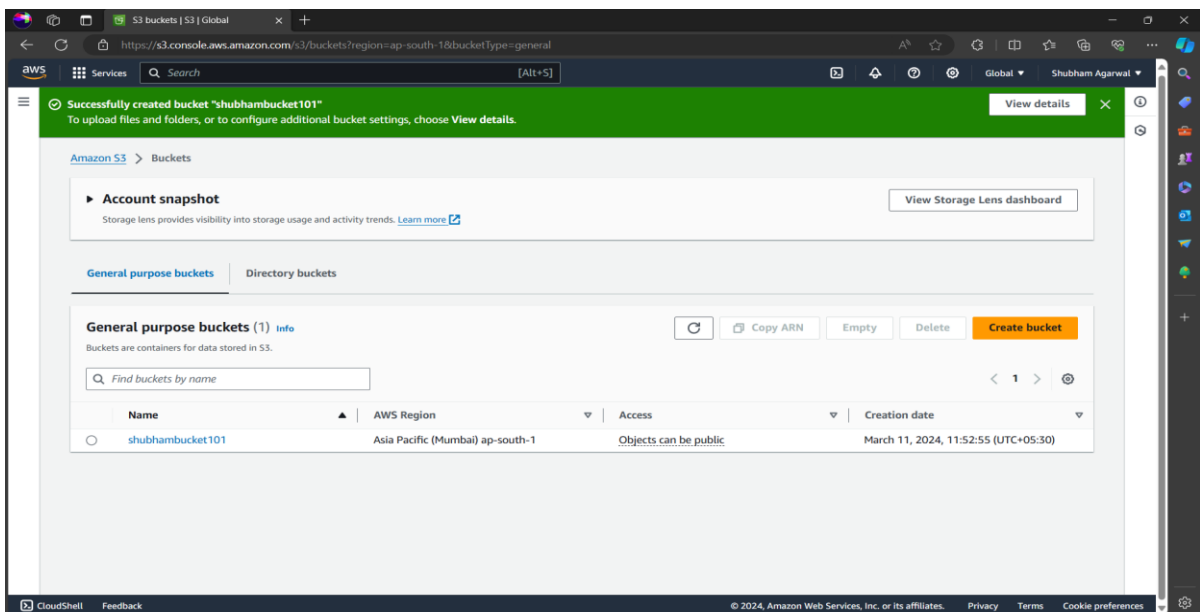 S3 buckets | S3 | Global
https://s3.console.aws.amazon.com/s3/buckets?region=ap-south-1&bucketType=general
aws Services Search [Alt+S] Global Shubham Agarwal
Successfully created bucket "shubhambucket101"
View details
To upload files and folders, or to configure additional bucket settings, choose View details.
Amazon S3 > Buckets
Account snapshot
View Storage Lens dashboard
Storage lens provides visibility into storage usage and activity trends. Learn more
General purpose buckets Directory buckets
General purpose buckets (1) Info
Copy ARN Empty Delete Create bucket
Buckets are containers for data stored in S3.
Find buckets by name
1
Name AWS Region Access Creation date
shubhambucket101 Asia Pacific (Mumbai) ap-south-1 Objects can be public March 11, 2024, 11:52:55 (UTC+05:30)
CloudShell Feedback © 2024, Amazon Web Services, Inc. or its affiliates. Privacy Terms Cookie preferences